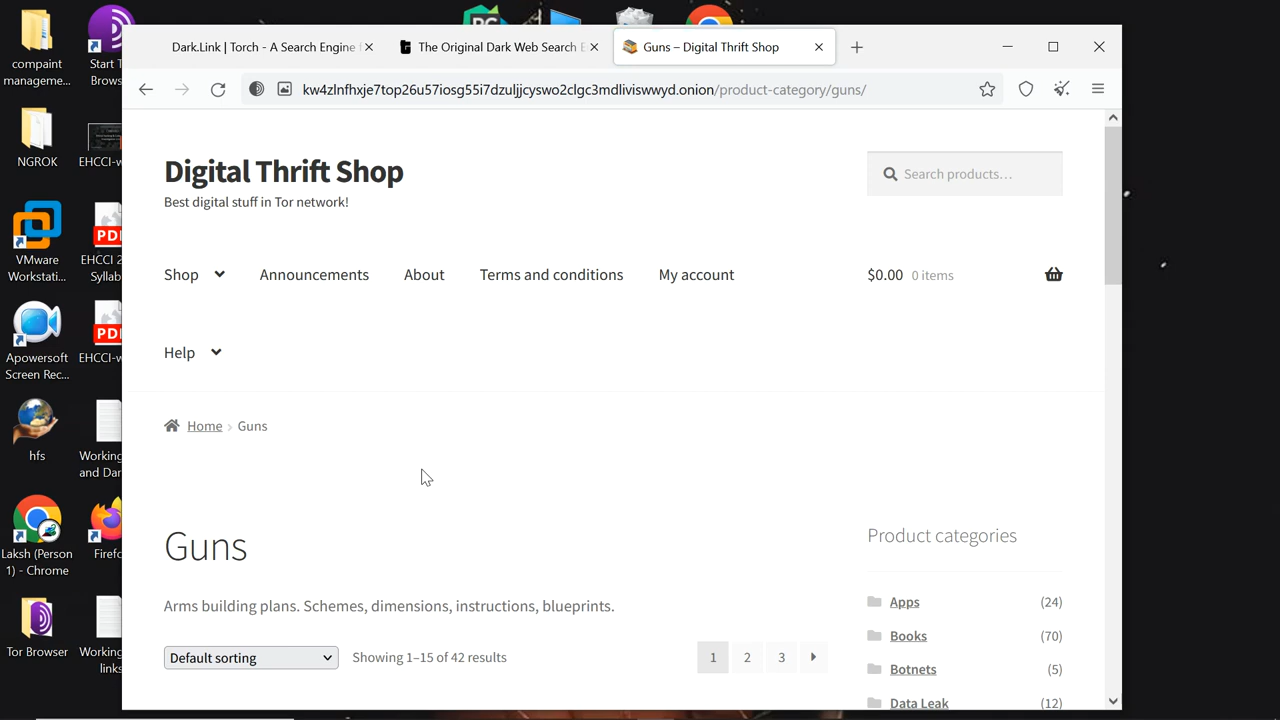 compaint
manageme...
Start T
Brows
NGROK
EHCCI-w
VMware
Workstati...
EHCCI 2
Syllab
Apowersoft
Screen Rec...
EHCCI-w
hfs
Working
and Dar
Laksh (Person
1) - Chrome
Firefo
Tor Browser
Working
links
PDF
PDF
Dark.Link | Torch - A Search Engine
The Original Dark Web Search E
Guns – Digital Thrift Shop
kw4zlnfhxje7top26u57iosg55i7dzuljjcyswo2clgc3mdliviswwyd.onion/product-category/guns/
Digital Thrift Shop
Best digital stuff in Tor network!
Search products…
Shop
Announcements
About
Terms and conditions
My account
$0.00 0 items
Help
Home › Guns
Guns
Product categories
Arms building plans. Schemes, dimensions, instructions, blueprints.
Apps (24)
Books (70)
Botnets (5)
Data Leak (12)
Default sorting
Showing 1–15 of 42 results
1 2 3